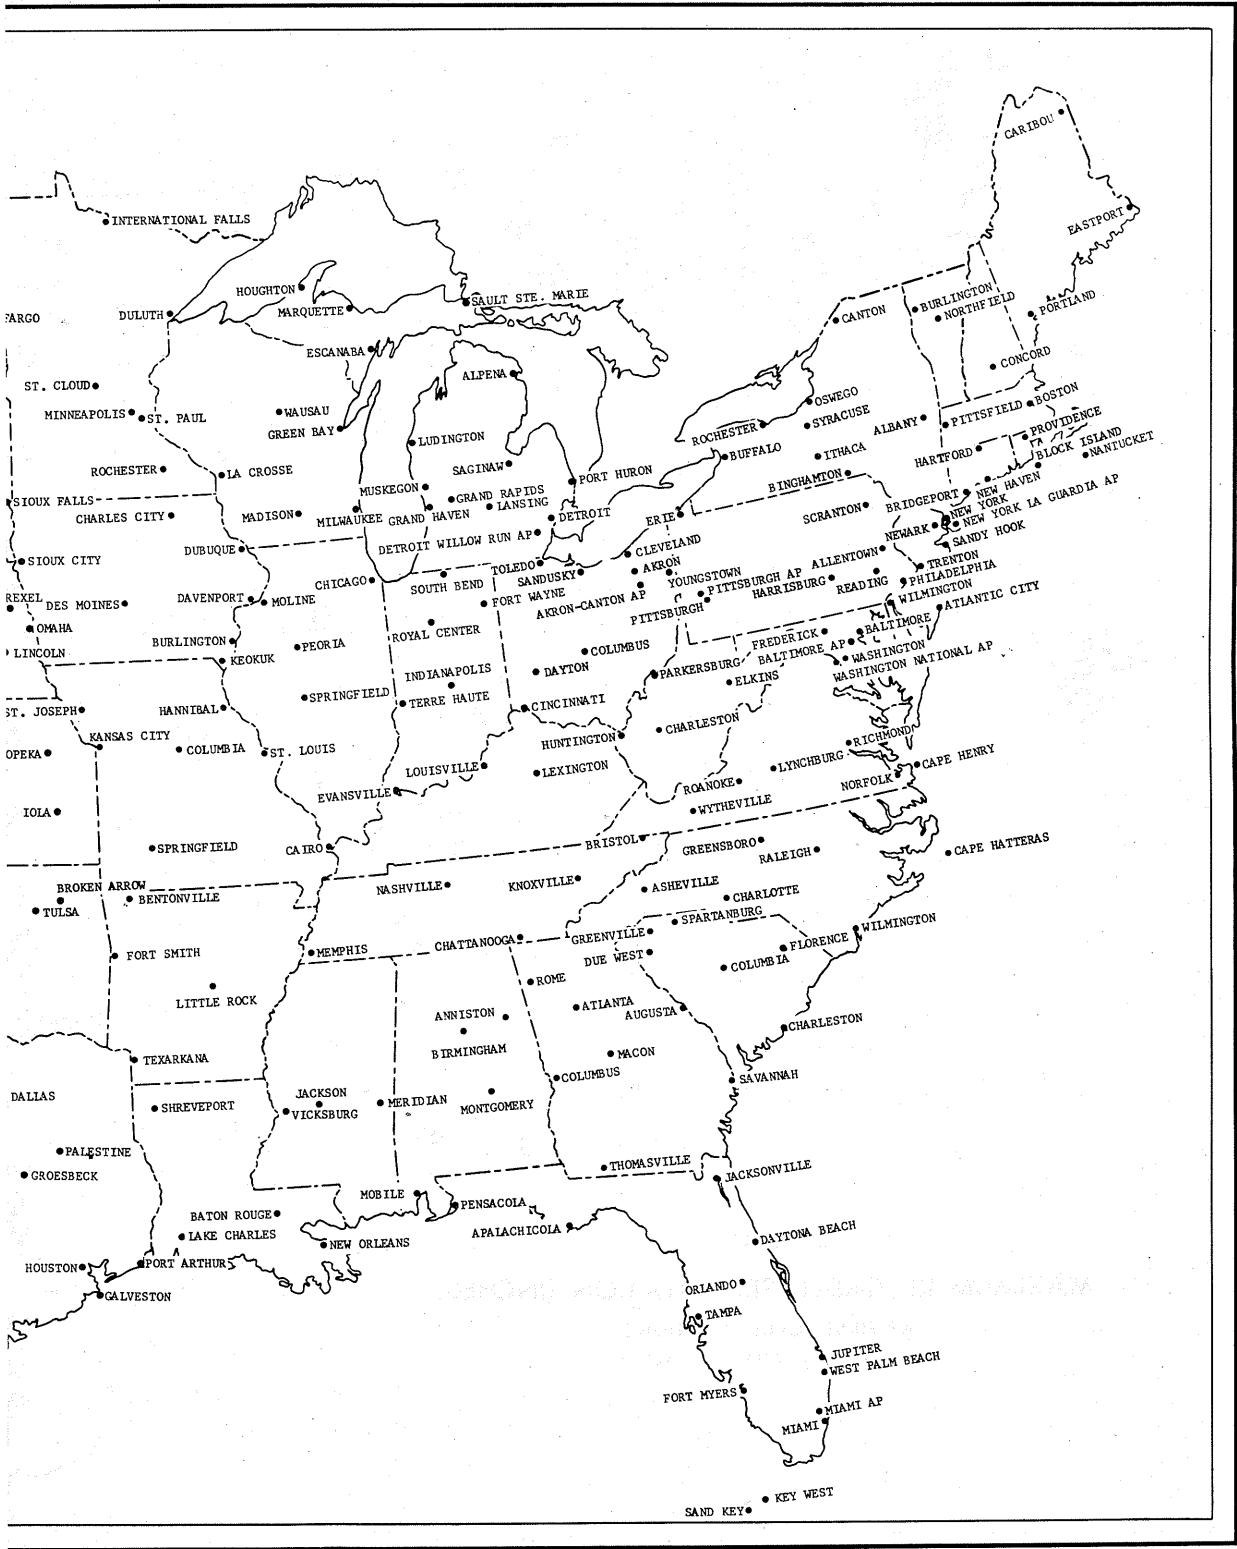 CARIBOU
EASTPORT
INTERNATIONAL FALLS
HOUGHTON
SAULT STE. MARIE
MARQUETTE
BURLINGTON
NORTHFIELD
PORTLAND
CANTON
FARGO
DULUTH
ESCANABA
CONCORD
ALPENA
ST. CLOUD
OSWEGO
BOSTON
MINNEAPOLIS
ST. PAUL
WAUSAU
GREEN BAY
SYRACUSE
ALBANY
PITTSFIELD
PROVIDENCE
ROCHESTER
LUDINGTON
BUFFALO
ITHACA
HARTFORD
BLOCK ISLAND
NANTUCKET
ROCHESTER
LA CROSSE
SAGINAW
PORT HURON
BINGHAMTON
NEW HAVEN
BRIDGEPORT
MUSKEGON
GRAND RAPIDS
LANSING
GRAND HAVEN
SIOUX FALLS
CHARLES CITY
MADISON
MILWAUKEE
DETROIT
ERIE
SCRANTON
NEW YORK
NEW YORK LA GUARDIA AP
NEWARK
SANDY HOOK
DETROIT WILLOW RUN AP
DUBUQUE
CLEVELAND
ALLENTOWN
TRENTON
SIOUX CITY
CHICAGO
SOUTH BEND
TOLEDO
SANDUSKY
AKRON
YOUNGSTOWN
PITTSBURGH AP
HARRISBURG
READING
PHILADELPHIA
WILMINGTON
ATLANTIC CITY
REXEL
DES MOINES
DAVENPORT
MOLINE
FORT WAYNE
AKRON-CANTON AP
PITTSBURGH
OMAHA
ROYAL CENTER
FREDERICK
BALTIMORE
BALTIMORE AP
LINCOLN
BURLINGTON
KEOKUK
PEORIA
COLUMBUS
WASHINGTON
WASHINGTON NATIONAL AP
INDIANAPOLIS
DAYTON
PARKERSBURG
ELKINS
ST. JOSEPH
HANNIBAL
SPRINGFIELD
TERRE HAUTE
CINCINNATI
KANSAS CITY
CHARLESTON
OPEKA
COLUMBIA
ST. LOUIS
HUNTINGTON
RICHMOND
LOUISVILLE
LEXINGTON
LYNCHBURG
CAPE HENRY
EVANSVILLE
ROANOKE
NORFOLK
IOLA
WYTHEVILLE
SPRINGFIELD
CAIRO
BRISTOL
GREENSBORO
RALEIGH
CAPE HATTERAS
BROKEN ARROW
BENTONVILLE
TULSA
NASHVILLE
KNOXVILLE
ASHEVILLE
CHARLOTTE
SPARTANBURG
WILMINGTON
FORT SMITH
MEMPHIS
CHATTANOOGA
GREENVILLE
FLORENCE
DUE WEST
COLUMBIA
LITTLE ROCK
ROME
ATLANTA
AUGUSTA
ANNISTON
CHARLESTON
BIRMINGHAM
MACON
TEXARKANA
COLUMBUS
SAVANNAH
DALLAS
SHREVEPORT
JACKSON
VICKSBURG
MERIDIAN
MONTGOMERY
PALESTINE
GROESBECK
THOMASVILLE
JACKSONVILLE
MOBILE
PENSACOLA
BATON ROUGE
APALACHICOLA
LAKE CHARLES
NEW ORLEANS
DAYTONA BEACH
HOUSTON
PORT ARTHUR
ORLANDO
GALVESTON
TAMPA
JUPITER
WEST PALM BEACH
FORT MYERS
MIAMI AP
MIAMI
KEY WEST
SAND KEY